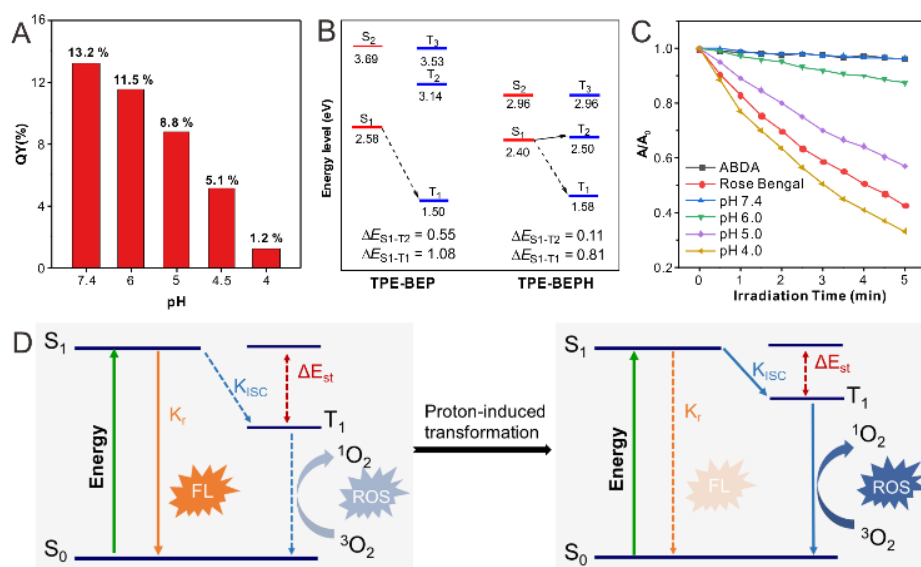 A
QY(%)
16
12
8
4
0
13.2 %
11.5 %
8.8 %
5.1 %
1.2 %
7.4 6 5 4.5 4
pH
B
Energy level (eV)
S2
3.69
T3
3.53
T2
3.14
S1
2.58
T1
1.50
ΔES1-T2 = 0.55
ΔES1-T1 = 1.08
TPE-BEP
S2
2.96
T3
2.96
S1
2.40
T2
2.50
T1
1.58
ΔES1-T2 = 0.11
ΔES1-T1 = 0.81
TPE-BEPH
C
A/A0
1.0
0.8
0.6
0.4
0.2
ABDA
Rose Bengal
pH 7.4
pH 6.0
pH 5.0
pH 4.0
0 1 2 3 4 5
Irradiation Time (min)
D
S1
KISC
ΔEst
T1
Kr
Energy
FL
1O2
ROS
3O2
S0
Proton-induced
transformation
S1
KISC
ΔEst
T1
Kr
Energy
FL
1O2
ROS
3O2
S0